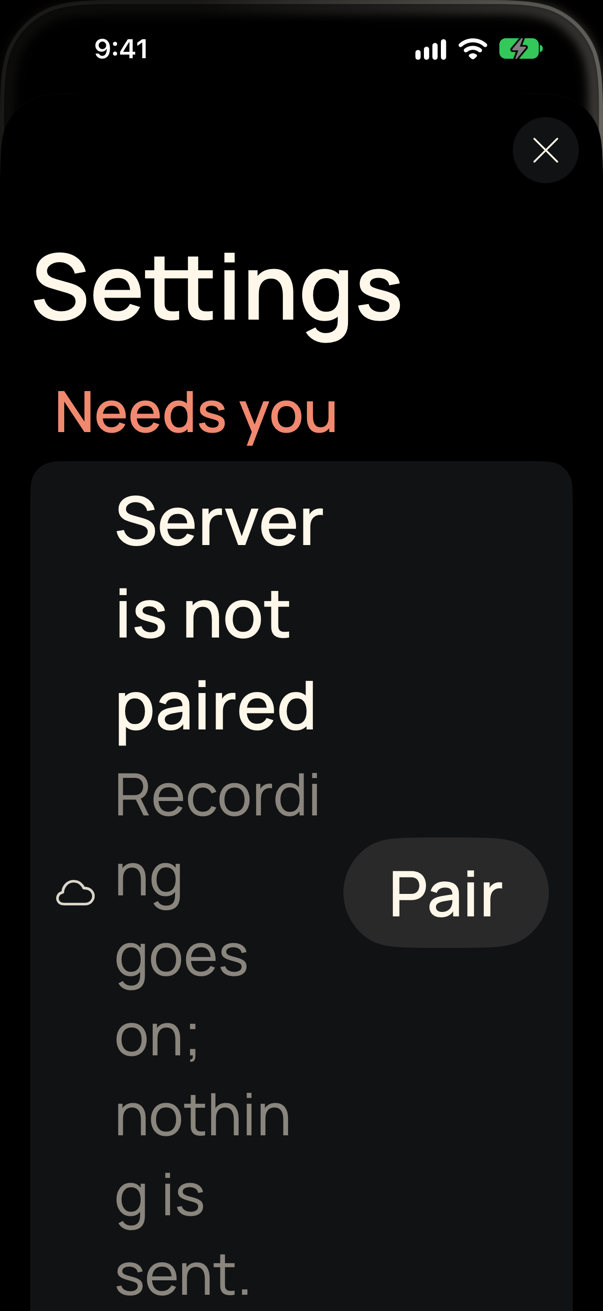 9:41
Settings
Needs you
Server
is not
paired
Recordi
ng
goes
on;
nothin
g is
sent.
Pair